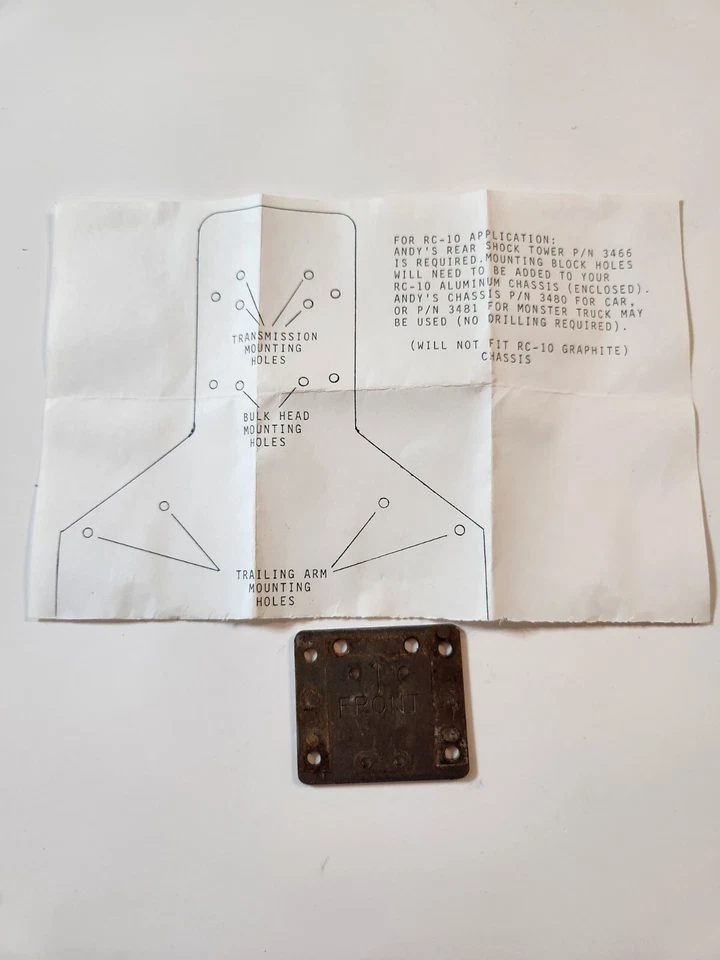 FOR RC-10 APPLICATION:
ANDY'S REAR SHOCK TOWER P/N 3466
IS REQUIRED.MOUNTING BLOCK HOLES
WILL NEED TO BE ADDED TO YOUR
RC-10 ALUMINUM CHASSIS (ENCLOSED).
ANDY'S CHASSIS P/N 3480 FOR CAR,
OR P/N 3481 FOR MONSTER TRUCK MAY
BE USED (NO DRILLING REQUIRED).
(WILL NOT FIT RC-10 GRAPHITE)
CHASSIS
TRANSMISSION
MOUNTING
HOLES
BULK HEAD
MOUNTING
HOLES
TRAILING ARM
MOUNTING
HOLES
FRONT